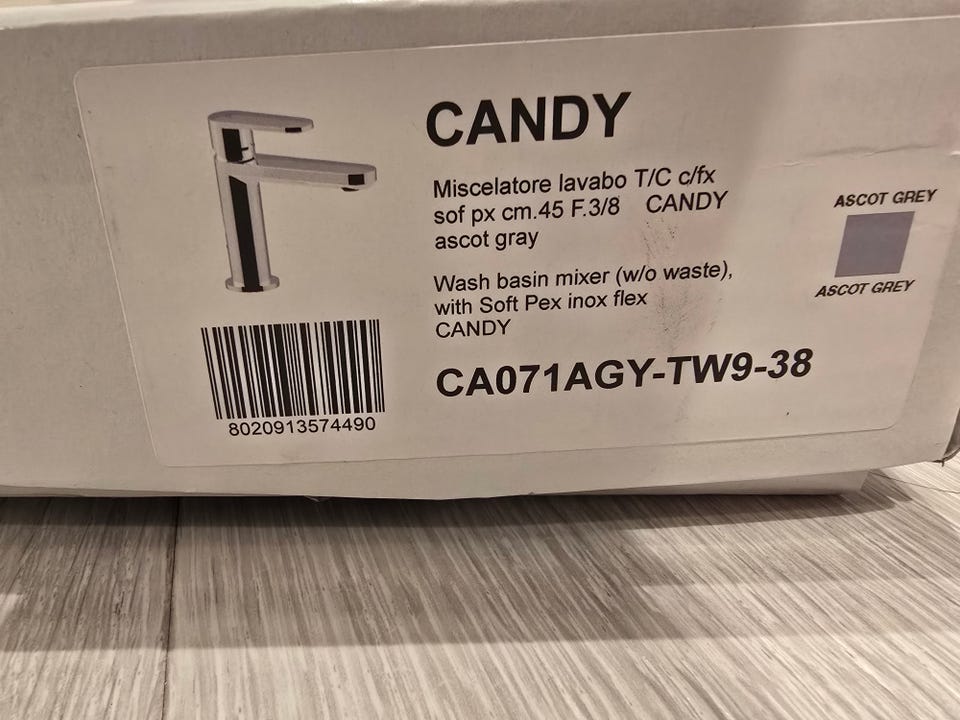 CANDY
Miscelatore lavabo T/C c/fx
sof px cm.45 F.3/8 CANDY
ascot gray
Wash basin mixer (w/o waste),
with Soft Pex inox flex
CANDY
CA071AGY-TW9-38
8020913574490
ASCOT GREY
ASCOT GREY